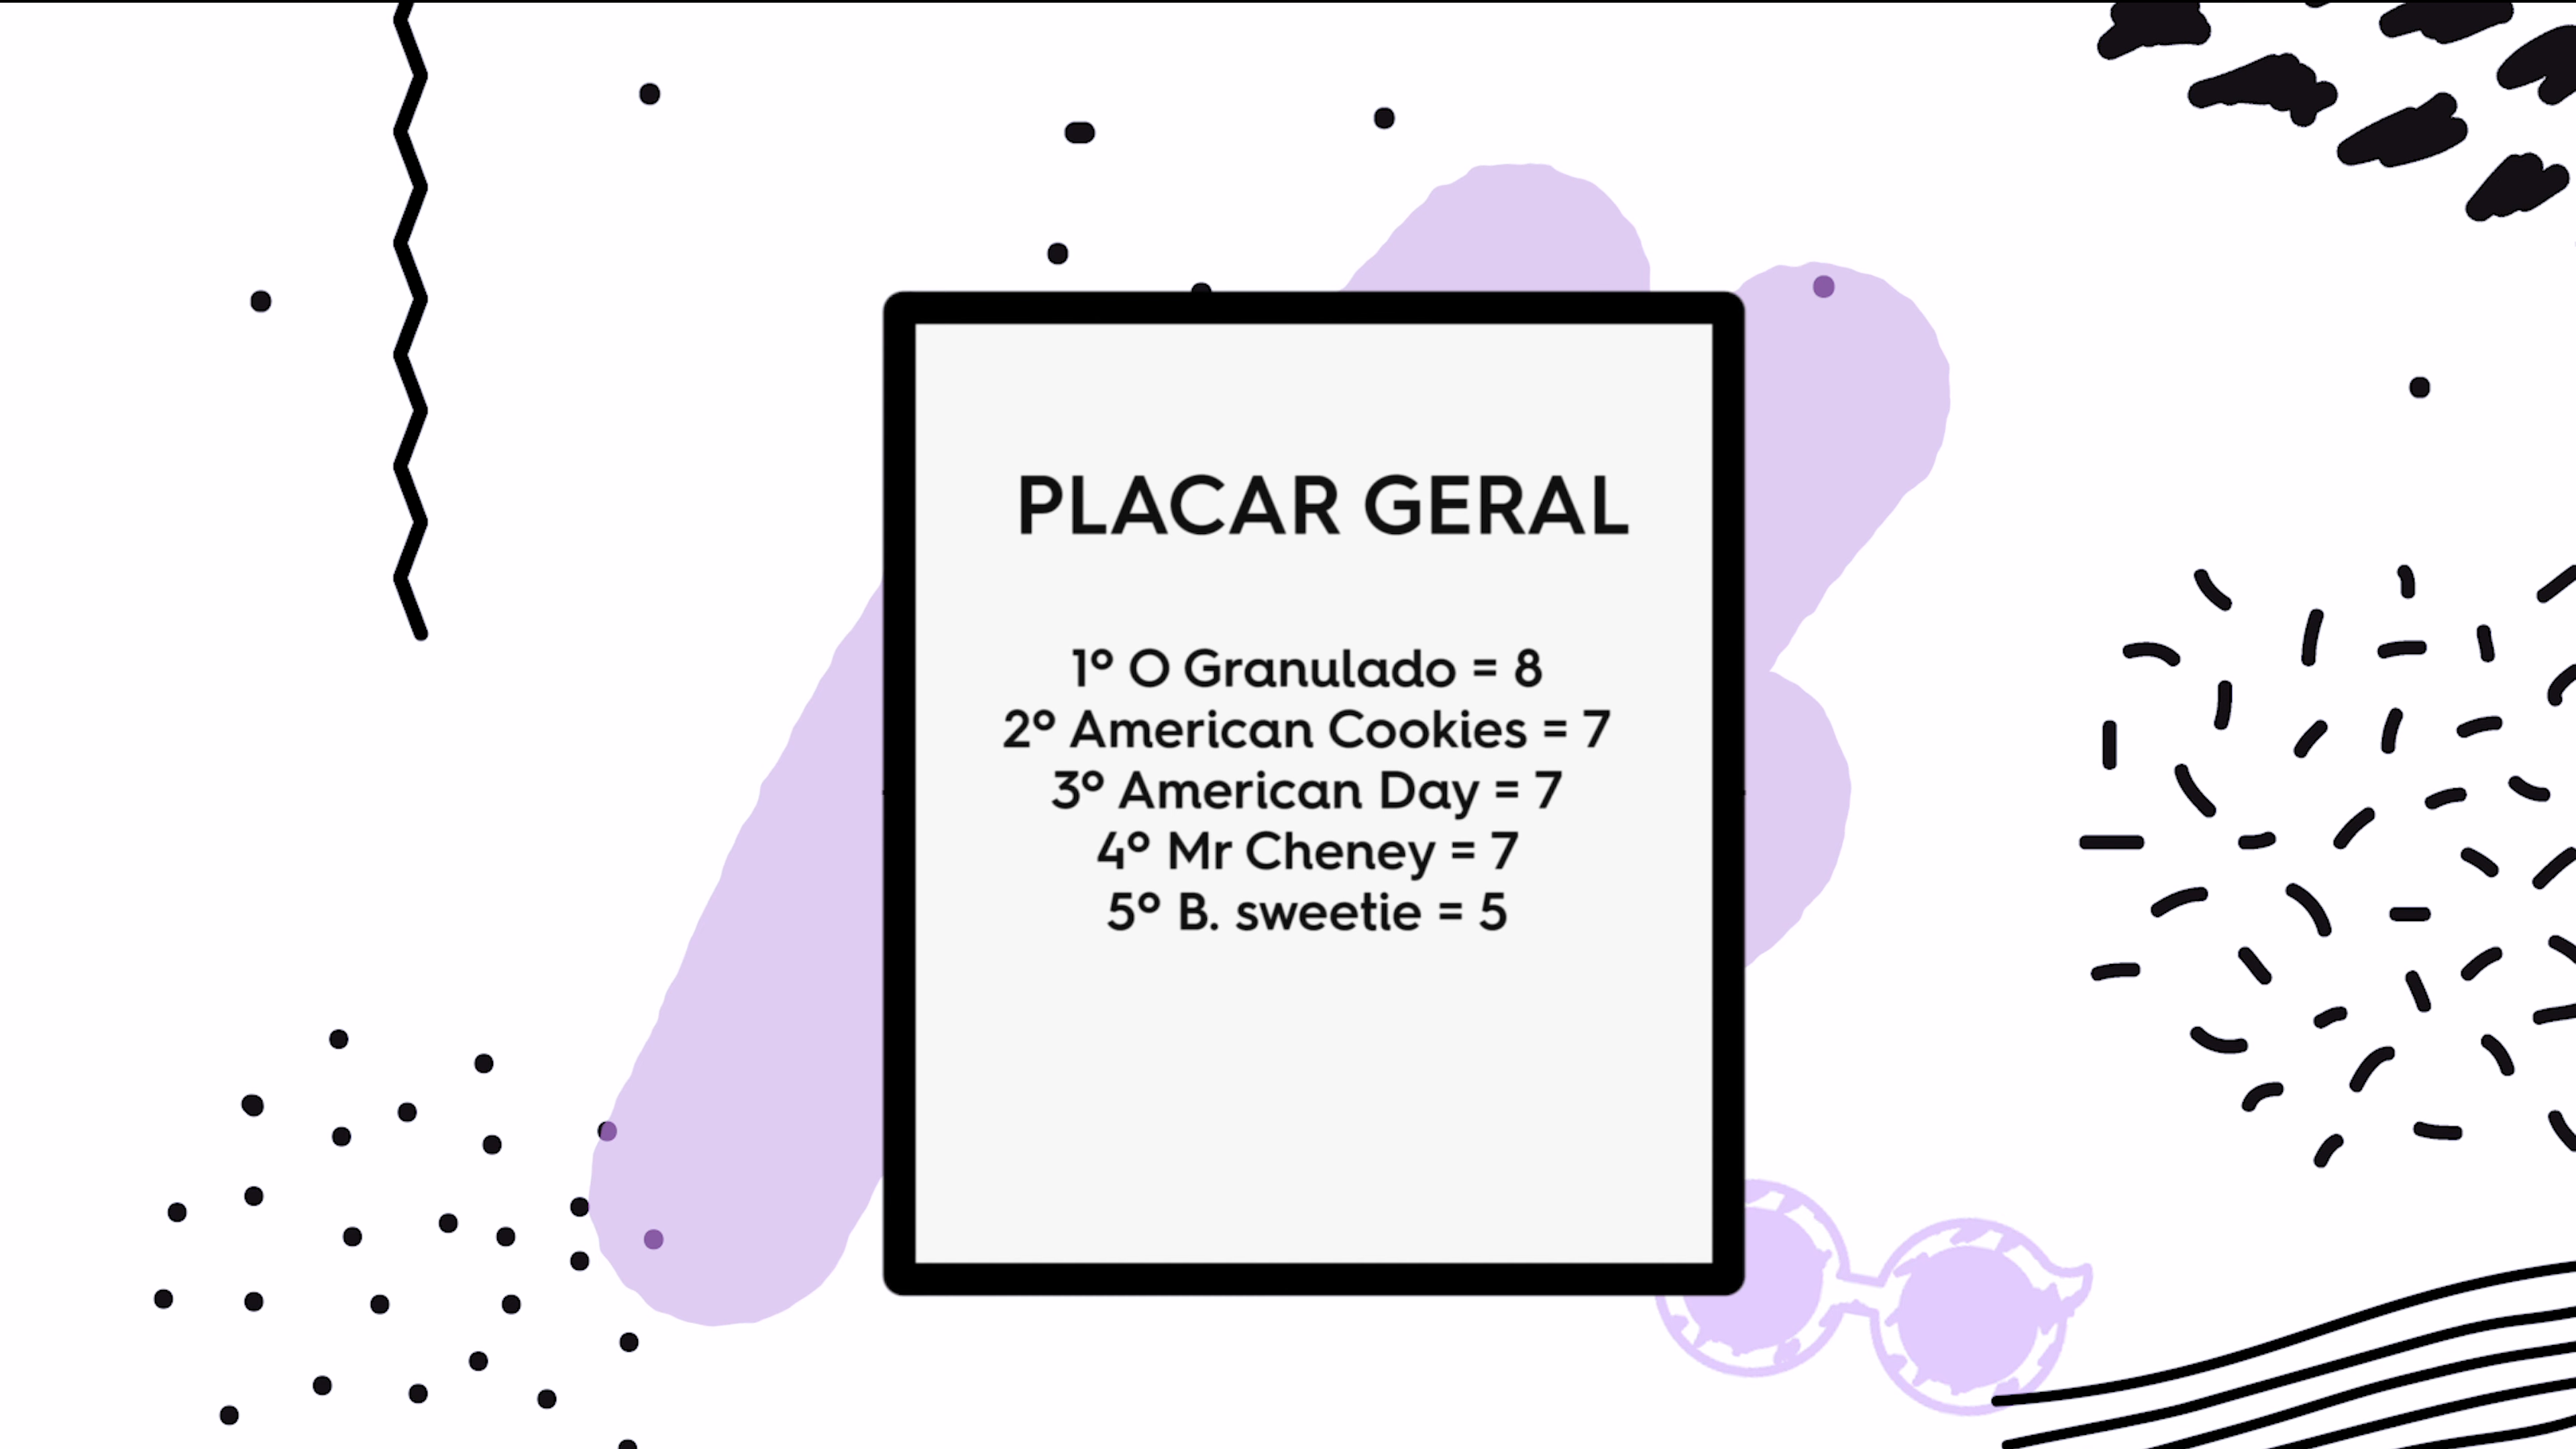 PLACAR GERAL
1º O Granulado = 8
2º American Cookies = 7
3º American Day = 7
4º Mr Cheney = 7
5º B. sweetie = 5